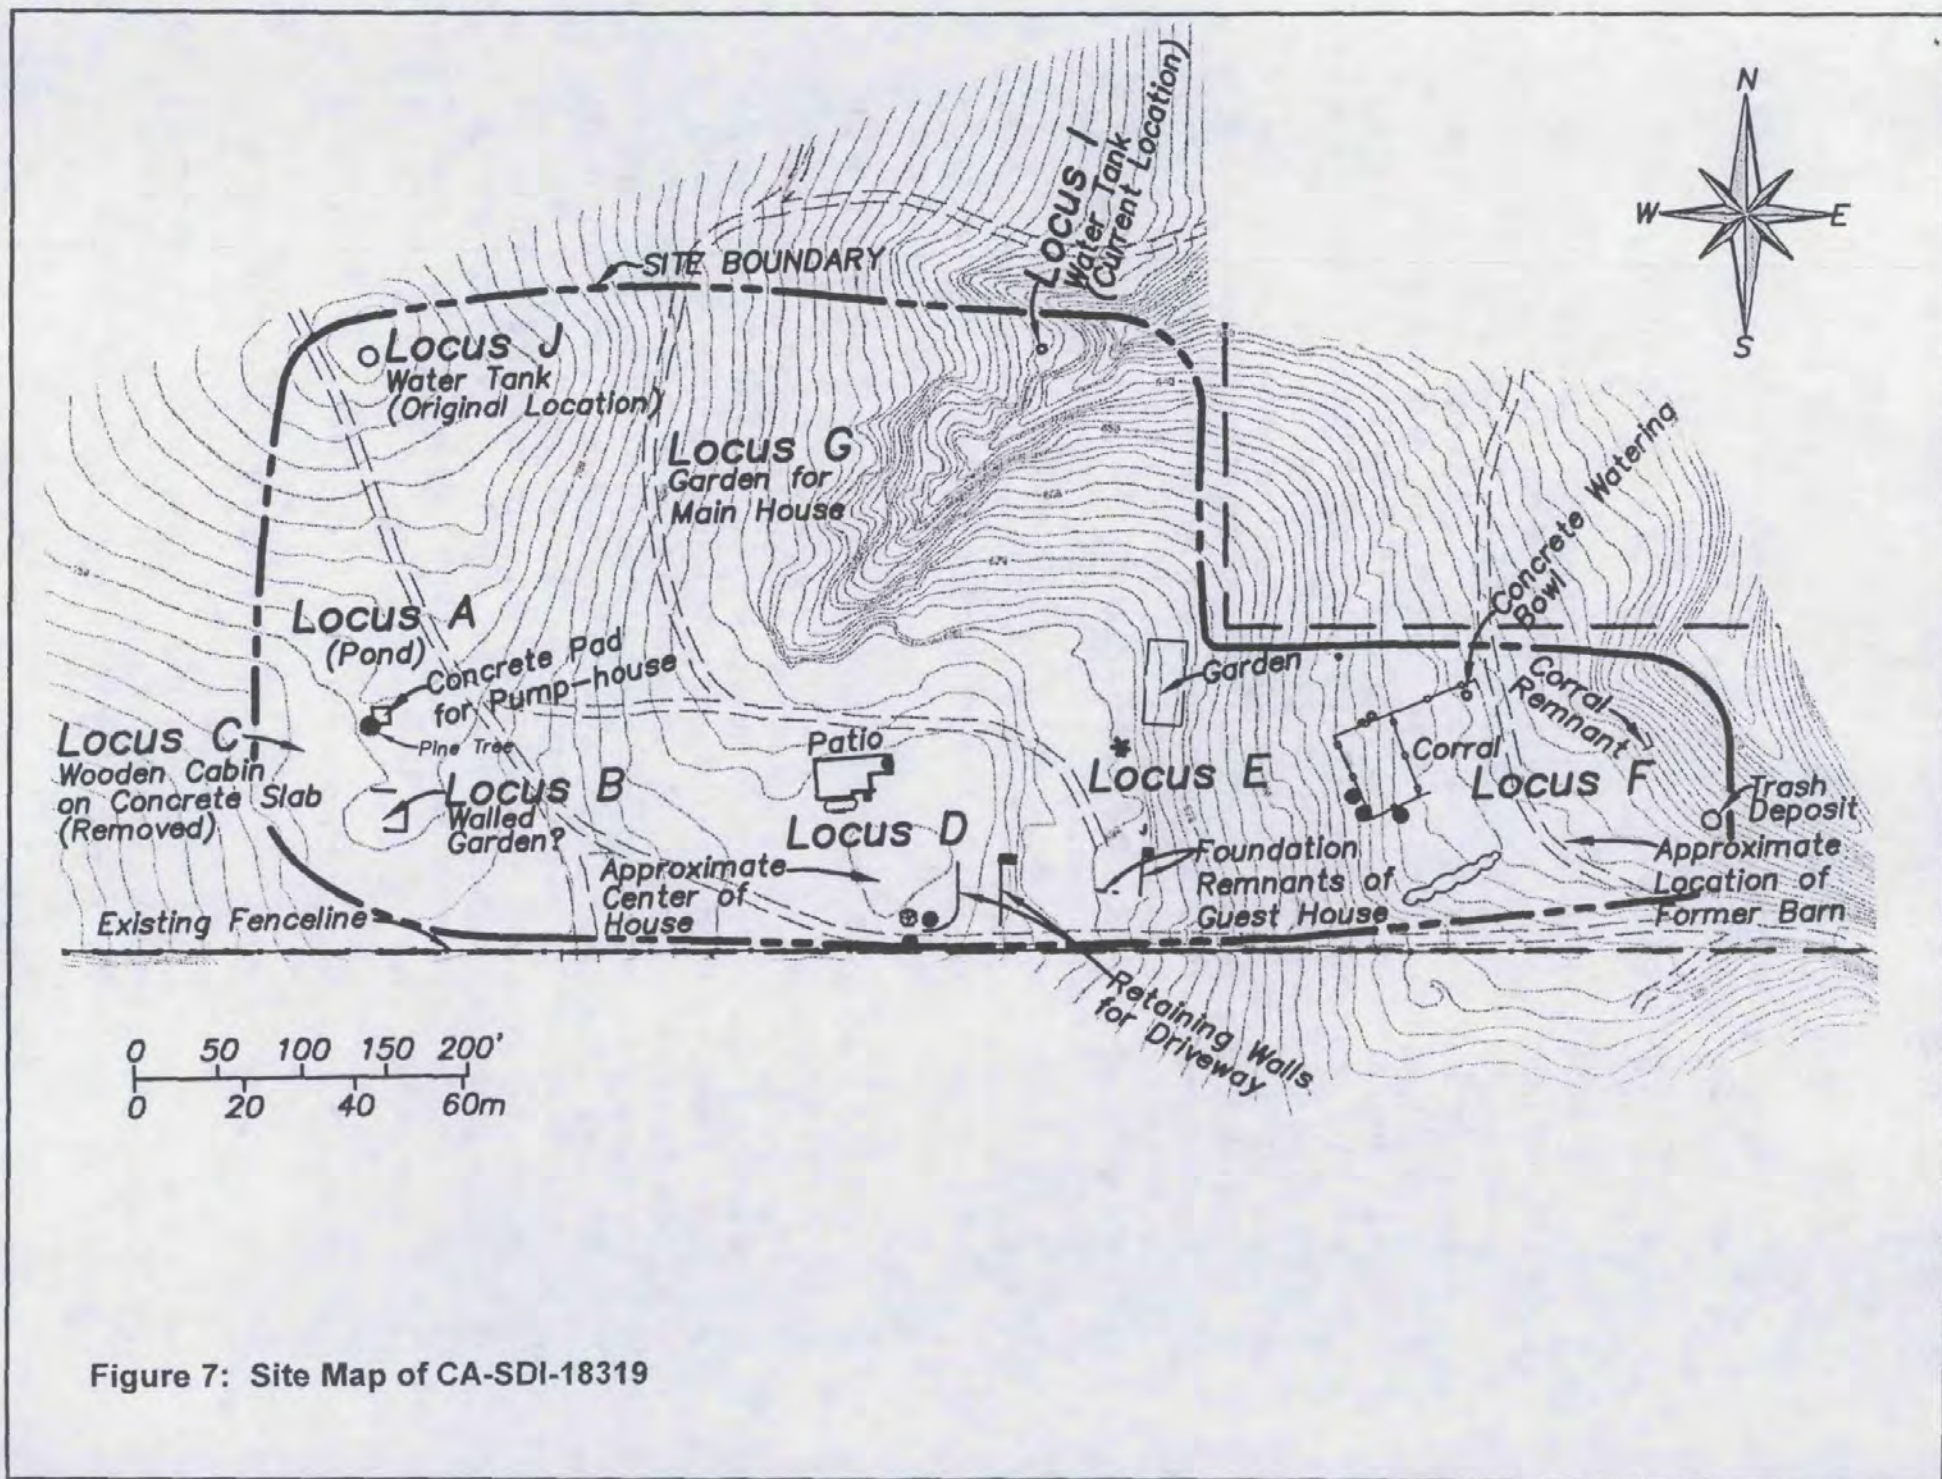 N
W
E
S
LOCUS I
Water Tank
(Current Location)
SITE BOUNDARY
Locus J
Water Tank
(Original Location)
Locus G
Garden for
Main House
Concrete Watering
Bowl
Locus A
(Pond)
Concrete Pad
for Pump-house
Pine Tree
Garden
Corral
Remnant
Locus C
Wooden Cabin
on Concrete Slab
(Removed)
Locus B
Walled
Garden?
Patio
Locus D
Locus E
Corral
Locus F
Trash
Deposit
Approximate
Center of
House
Foundation
Remnants of
Guest House
Approximate
Location of
Former Barn
Existing Fenceline
Retaining Walls
for Driveway
0 50 100 150 200'
0 20 40 60m
Figure 7: Site Map of CA-SDI-18319